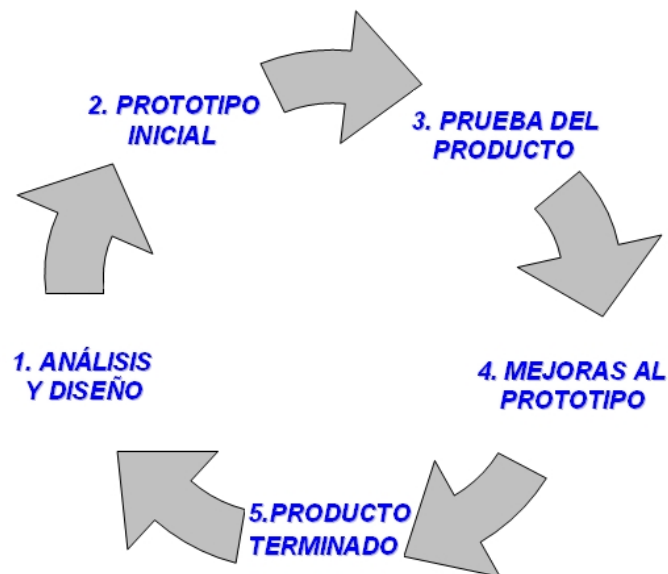 2. PROTOTIPO
INICIAL
3. PRUEBA DEL
PRODUCTO
1. ANÁLISIS
Y DISEÑO
4. MEJORAS AL
PROTOTIPO
5.PRODUCTO
TERMINADO